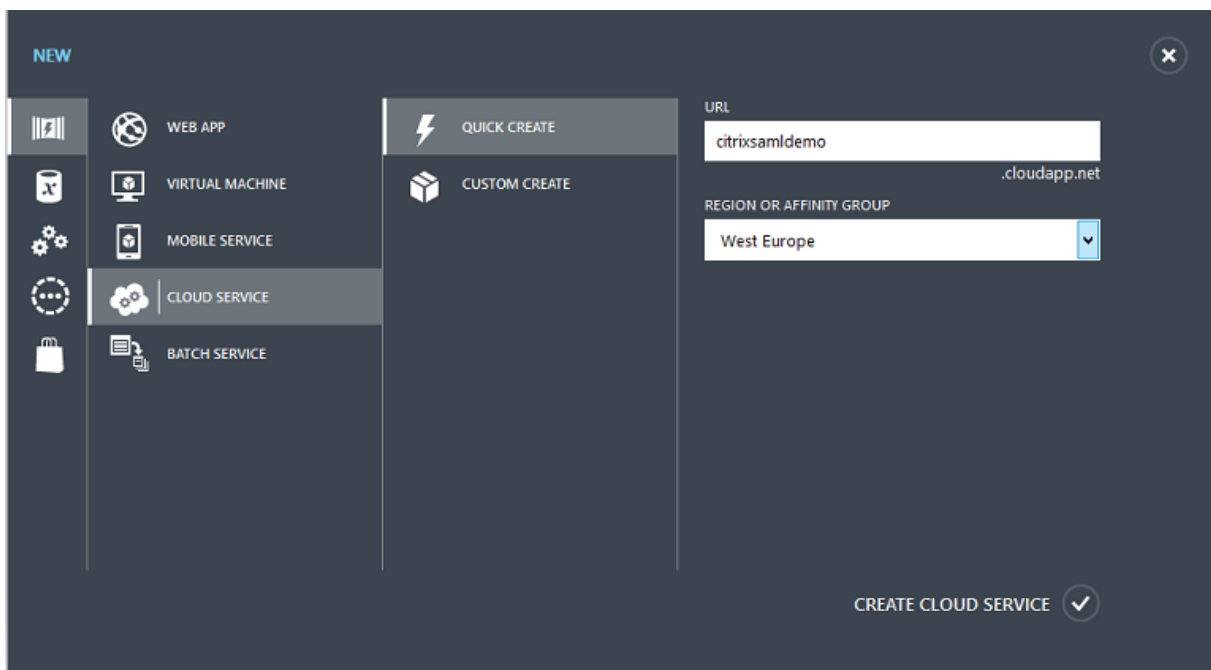 NEW
WEB APP
VIRTUAL MACHINE
MOBILE SERVICE
CLOUD SERVICE
BATCH SERVICE
QUICK CREATE
CUSTOM CREATE
URL
citrixsamldemo
.cloudapp.net
REGION OR AFFINITY GROUP
West Europe
CREATE CLOUD SERVICE